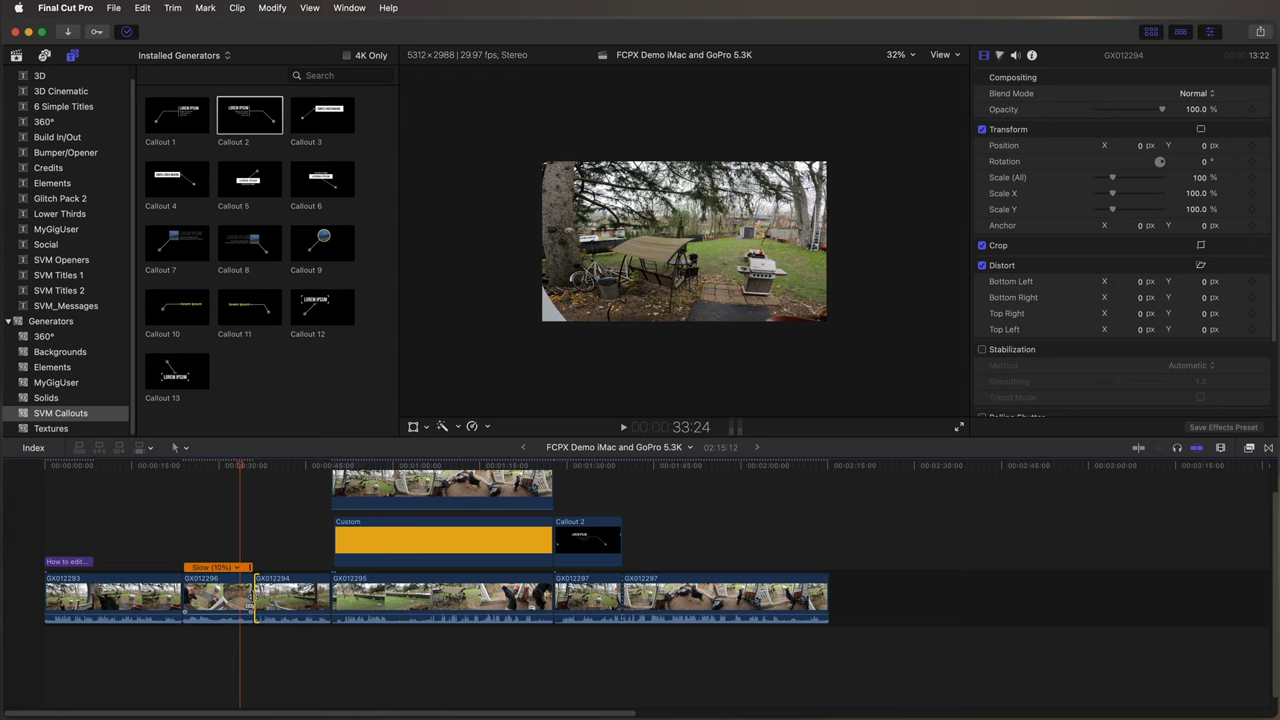 Final Cut Pro File Edit Trim Mark Clip Modify View Window Help
Installed Generators 4K Only
5312 × 2988 | 29.97 fps, Stereo
FCPX Demo iMac and GoPro 5.3K
32% View
GX012294
13:22
Search
3D
3D Cinematic
6 Simple Titles
360°
Build In/Out
Bumper/Opener
Credits
Elements
Glitch Pack 2
Lower Thirds
MyGigUser
Social
SVM Openers
SVM Titles 1
SVM Titles 2
SVM_Messages
Generators
360°
Backgrounds
Elements
MyGigUser
Solids
SVM Callouts
Textures
Callout 1 Callout 2 Callout 3
Callout 4 Callout 5 Callout 6
Callout 7 Callout 8 Callout 9
Callout 10 Callout 11 Callout 12
Callout 13
Compositing
Blend Mode Normal
Opacity 100.0 %
Transform
Position X 0 px Y 0 px
Rotation 0 °
Scale (All) 100 %
Scale X 100.0 %
Scale Y 100.0 %
Anchor
Crop
Distort
Bottom Left X 0 px Y 0 px
Bottom Right X 0 px Y 0 px
Top Right X 0 px Y 0 px
Top Left X 0 px Y 0 px
Stabilization
Method Automatic
Smoothing 1.0
Tripod Mode
33:24
Save Effects Preset
Index
FCPX Demo iMac and GoPro 5.3K 02:15:12
00:00:00:00 00:00:15:00 00:00:30:00 00:00:45:00 00:01:00:00 00:01:15:00 00:01:30:00 00:01:45:00 00:02:00:00 00:02:15:00 00:02:30:00 00:02:45:00 00:03:00:00 00:03:15:00
Custom Callout 2
How to edit...
Slow (10%)
GX012293 GX012296 GX012294 GX012295 GX012297 GX012297